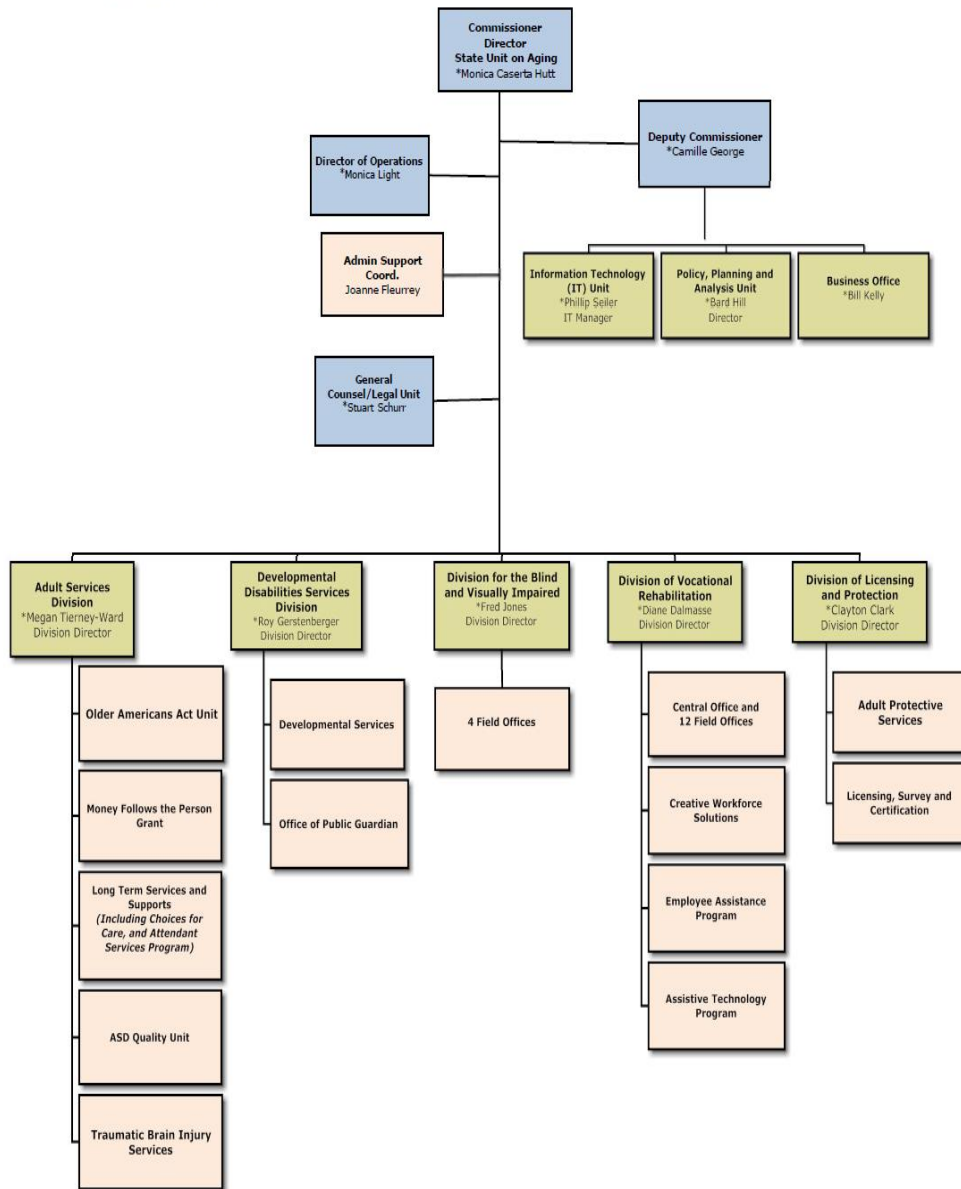 Commissioner
Director
State Unit on Aging
*Monica Caserta Hutt
Deputy Commissioner
*Camille George
Director of Operations
*Monica Light
Admin Support
Coord.
Joanne Fleurrey
Information Technology
(IT) Unit
*Phillip Seiler
IT Manager
Policy, Planning and
Analysis Unit
*Bard Hill
Director
Business Office
*Bill Kelly
General
Counsel/Legal Unit
*Stuart Schurr
Adult Services
Division
*Megan Tierney-Ward
Division Director
Developmental
Disabilities Services
Division
*Roy Gerstenberger
Division Director
Division for the Blind
and Visually Impaired
*Fred Jones
Division Director
Division of Vocational
Rehabilitation
*Diane Dalmasse
Division Director
Division of Licensing
and Protection
*Clayton Clark
Division Director
Older Americans Act Unit
Money Follows the Person
Grant
Long Term Services and
Supports
(Including Choices for
Care, and Attendant
Services Program)
ASD Quality Unit
Traumatic Brain Injury
Services
Developmental Services
Office of Public Guardian
4 Field Offices
Central Office and
12 Field Offices
Creative Workforce
Solutions
Employee Assistance
Program
Assistive Technology
Program
Adult Protective
Services
Licensing, Survey and
Certification